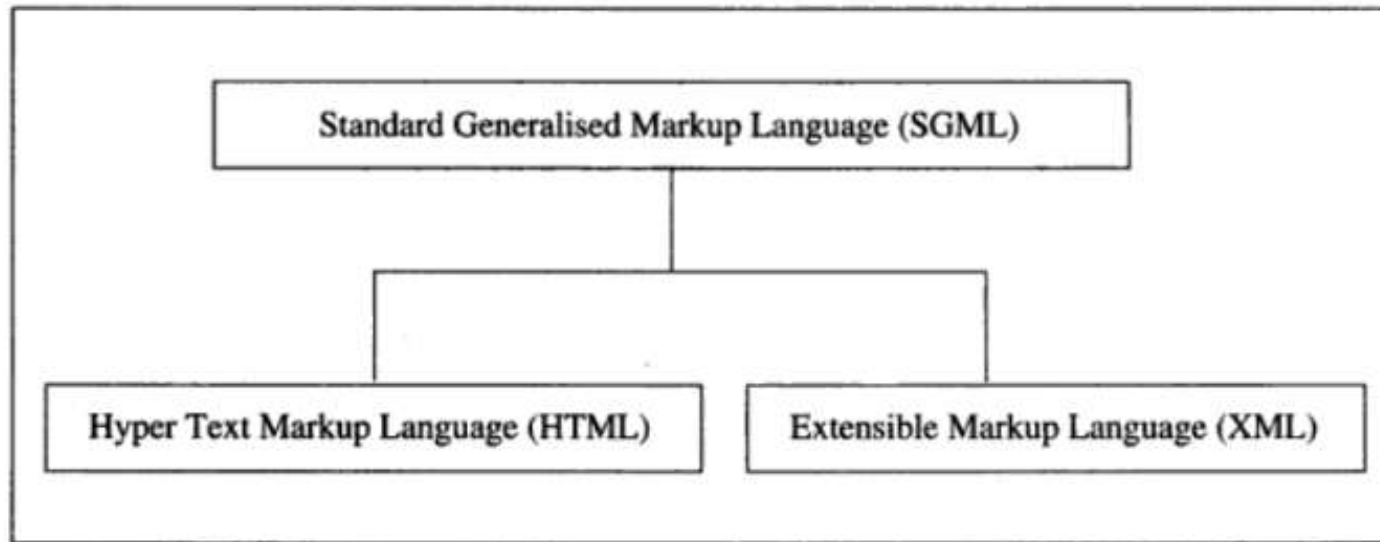 Standard Generalised Markup Language (SGML)
Hyper Text Markup Language (HTML)
Extensible Markup Language (XML)